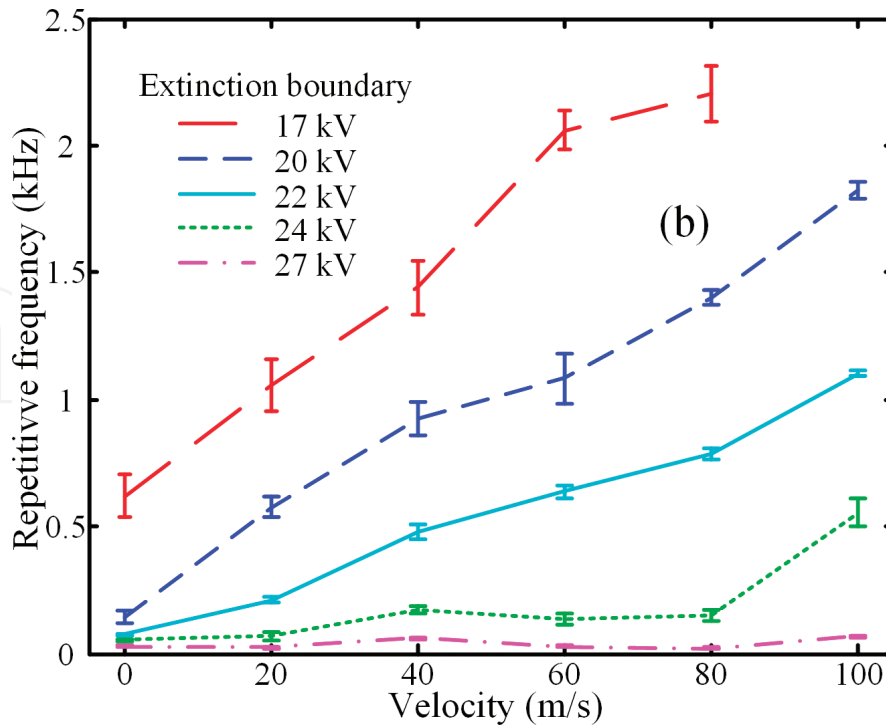 2.5
2
1.5
1
0.5
0
Repetitivve frequency (kHz)
Extinction boundary
17 kV
20 kV
22 kV
24 kV
27 kV
(b)
0 20 40 60 80 100
Velocity (m/s)